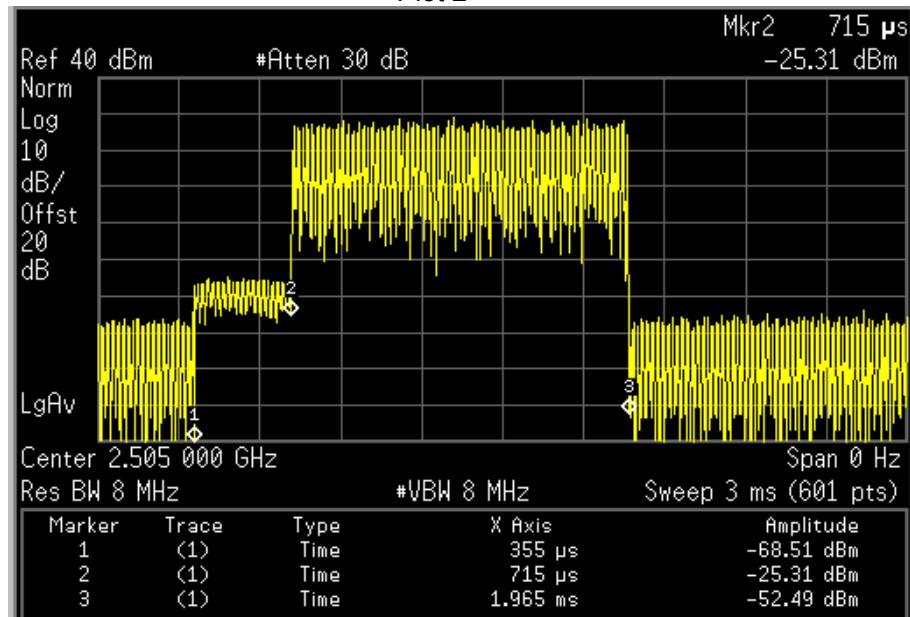 Mkr2 715 µs
Ref 40 dBm #Atten 30 dB -25.31 dBm
Norm
Log
10
dB/
Offst
20
dB
LgAv
2
3
1
Center 2.505 000 GHz Span 0 Hz
Res BW 8 MHz #VBW 8 MHz Sweep 3 ms (601 pts)
Marker Trace Type X Axis Amplitude
1 (1) Time 355 µs -68.51 dBm
2 (1) Time 715 µs -25.31 dBm
3 (1) Time 1.965 ms -52.49 dBm